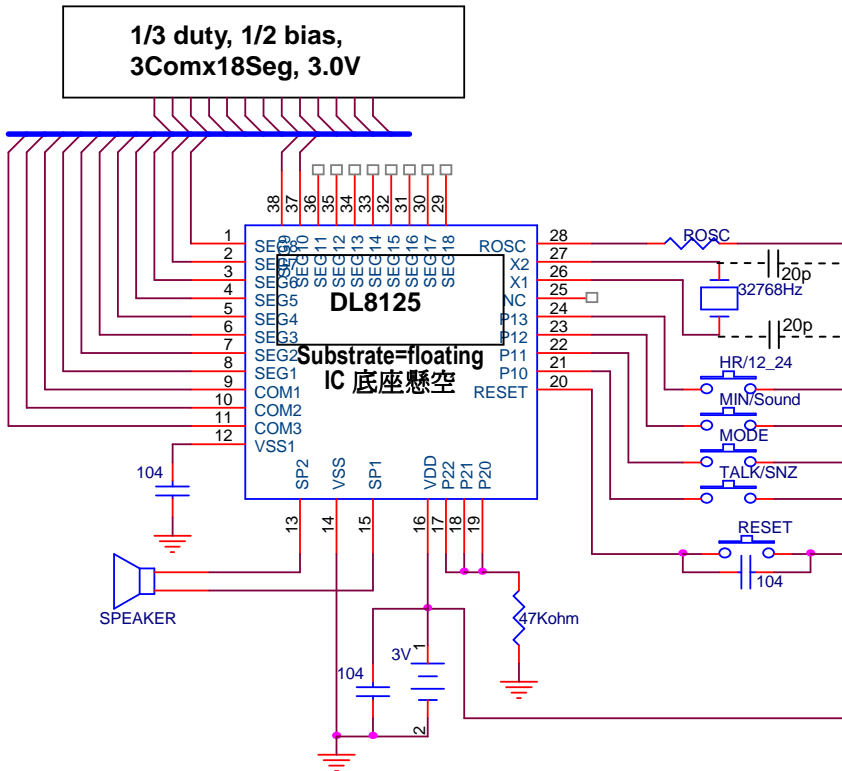 1/3 duty, 1/2 bias,
3Comx18Seg, 3.0V
38
37
36
35
34
33
32
31
30
29
SEG9
SEG10
SEG11
SEG12
SEG13
SEG14
SEG15
SEG16
SEG17
SEG18
1
SEG8
2
SEG7
3
SEG6
4
SEG5
5
SEG4
6
SEG3
7
SEG2
8
SEG1
9
COM1
10
COM2
11
COM3
12
VSS1
DL8125
Substrate=floating
IC 底座懸空
ROSC
28
ROSC
X2
27
20p
X1
26
32768Hz
NC
25
20p
P13
24
HR/12_24
P12
23
MIN/Sound
P11
22
MODE
P10
21
TALK/SNZ
RESET
20
RESET
104
104
SP2
VSS
SP1
VDD
P22
P21
P20
13
14
15
16
17
18
19
SPEAKER
47Kohm
104
3V
1
2